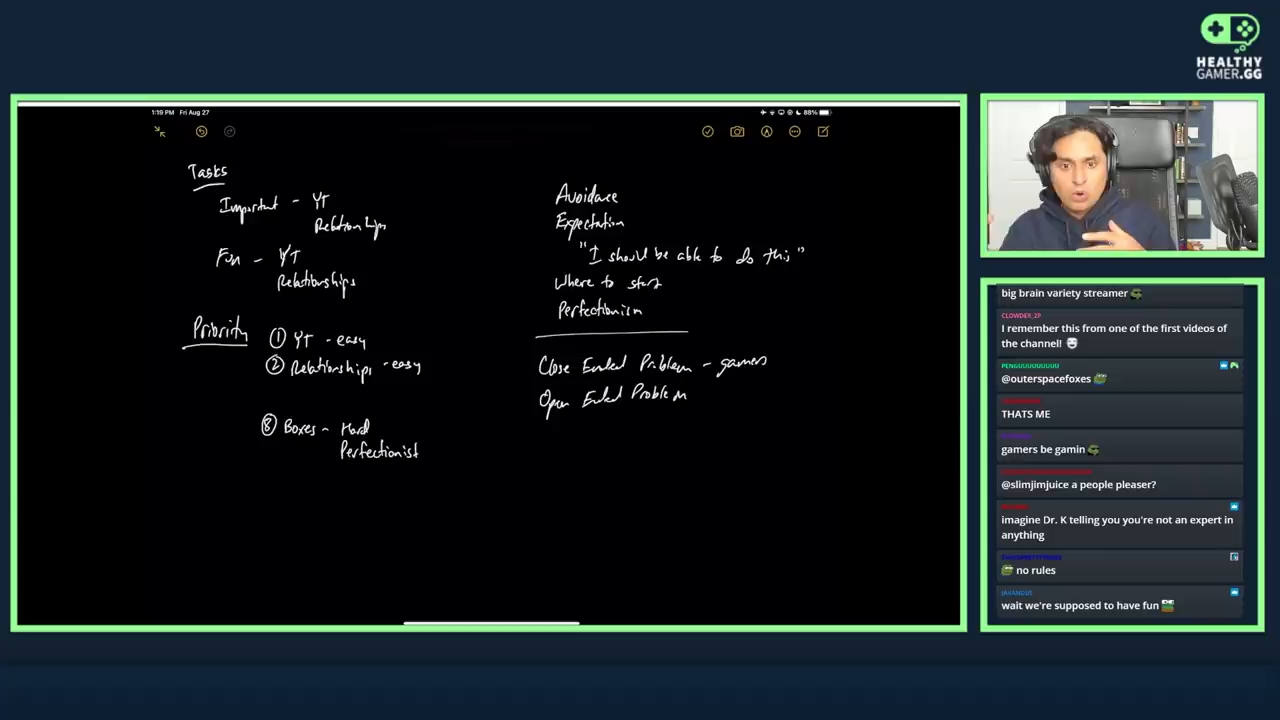 HEALTHY
GAMER.GG
1:19 PM Fri Aug 27
88%
Tasks
Important - YT
Relationships
Fun - YT
Relationships
Priority
① YT - easy
② Relationships - easy
⑧ Boxes - Hard
Perfectionist
Avoidance
Expectation
"I should be able to do this"
Where to start
Perfectionism
Close Ended Problem - gamers
Open Ended Problem
big brain variety streamer
CLOWDER_2P
I remember this from one of the first videos of
the channel!
@outerspacefoxes
THATS ME
gamers be gamin
@slimjimjuice a people pleaser?
imagine Dr. K telling you you're not an expert in
anything
no rules
wait we're supposed to have fun